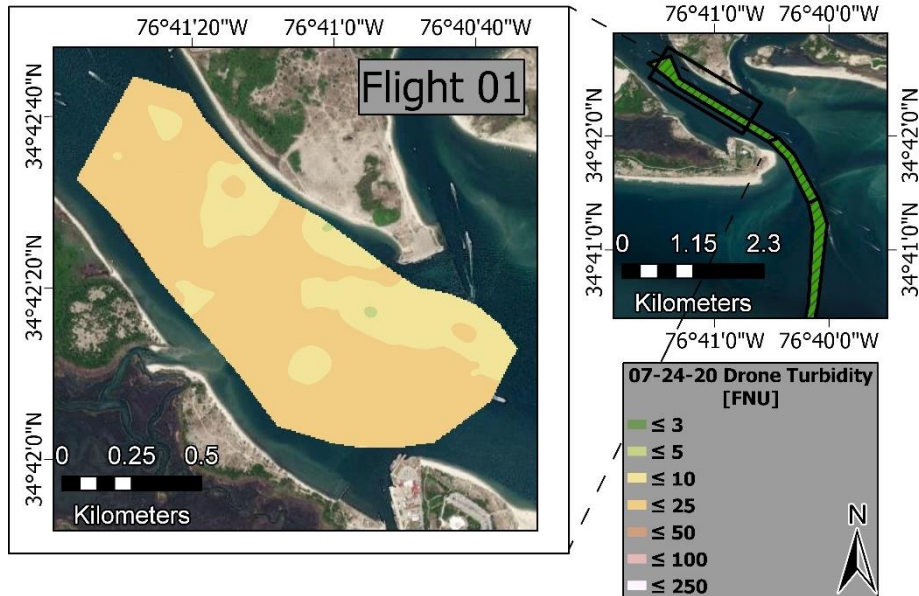 76°41'20"W 76°41'0"W 76°40'40"W
34°42'40"N
34°42'20"N
34°42'0"N
Flight 01
0 0.25 0.5
Kilometers
76°41'0"W 76°40'0"W
34°42'0"N
34°41'0"N
34°42'0"N
34°41'0"N
0 1.15 2.3
Kilometers
76°41'0"W 76°40'0"W
07-24-20 Drone Turbidity
[FNU]
≤ 3
≤ 5
≤ 10
≤ 25
≤ 50
≤ 100
≤ 250
N